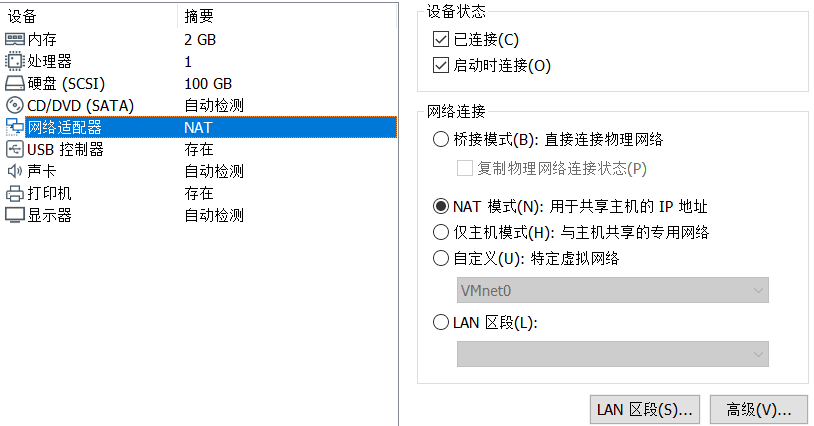 设备 摘要
内存 2 GB
处理器 1
硬盘 (SCSI) 100 GB
CD/DVD (SATA) 自动检测
网络适配器 NAT
USB 控制器 存在
声卡 自动检测
打印机 存在
显示器 自动检测
设备状态
已连接(C)
启动时连接(O)
网络连接
桥接模式(B): 直接连接物理网络
复制物理网络连接状态(P)
NAT 模式(N): 用于共享主机的 IP 地址
仅主机模式(H): 与主机共享的专用网络
自定义(U): 特定虚拟网络
VMnet0
LAN 区段(L):
LAN 区段(S)... 高级(V)...